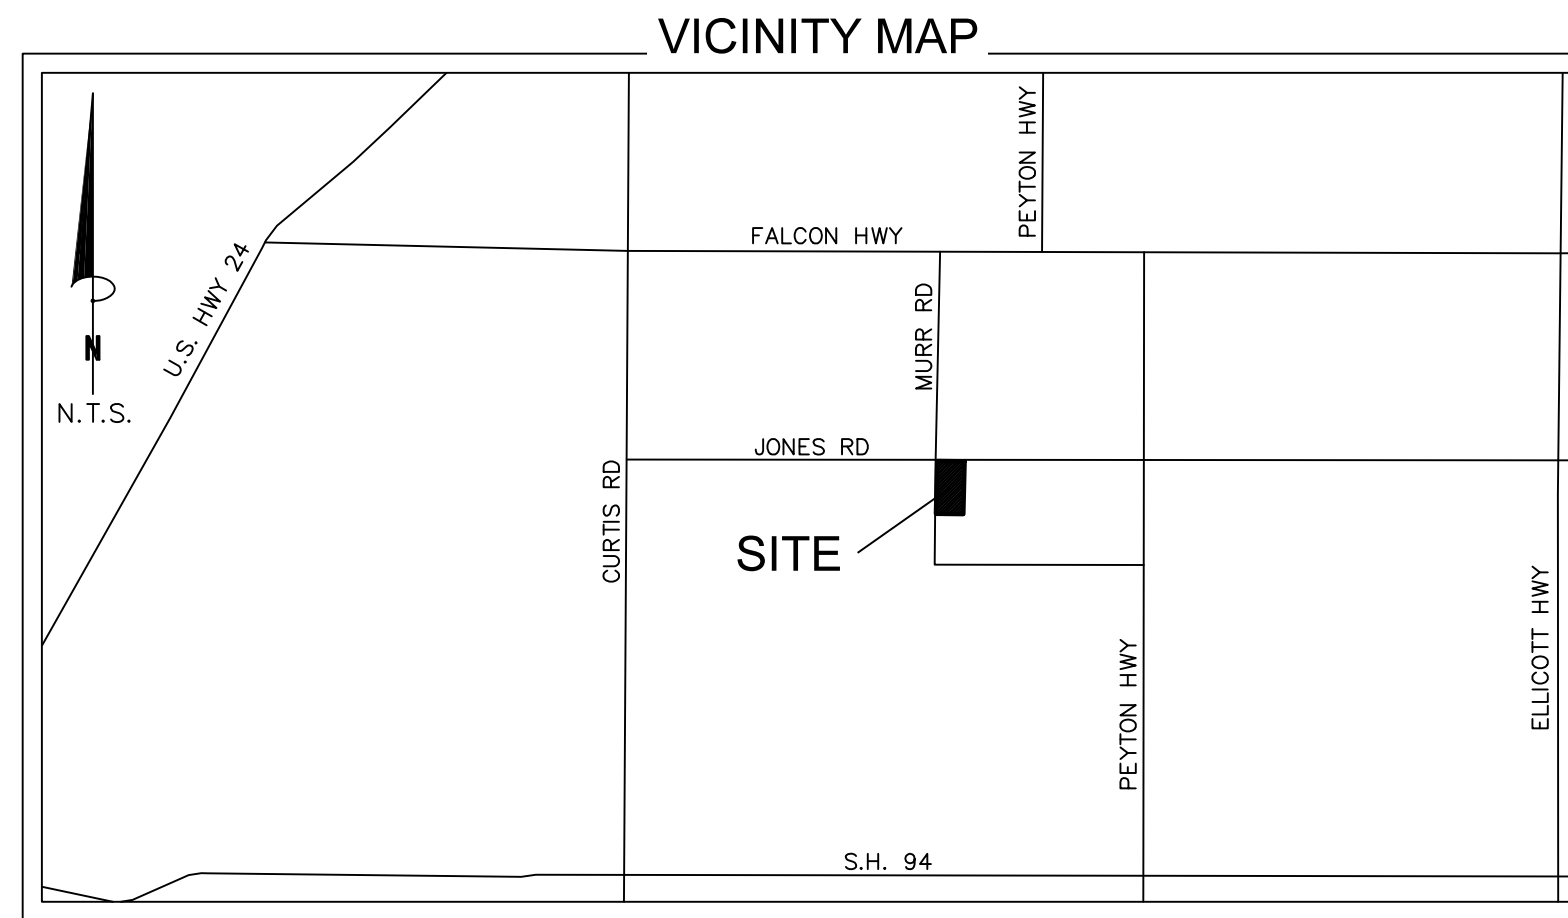 VICINITY MAP
PEYTON HWY
FALCON HWY
U.S. HWY 24
MURR RD
N
N.T.S.
JONES RD
CURTIS RD
SITE
ELLICOTT HWY
PEYTON HWY
S.H. 94